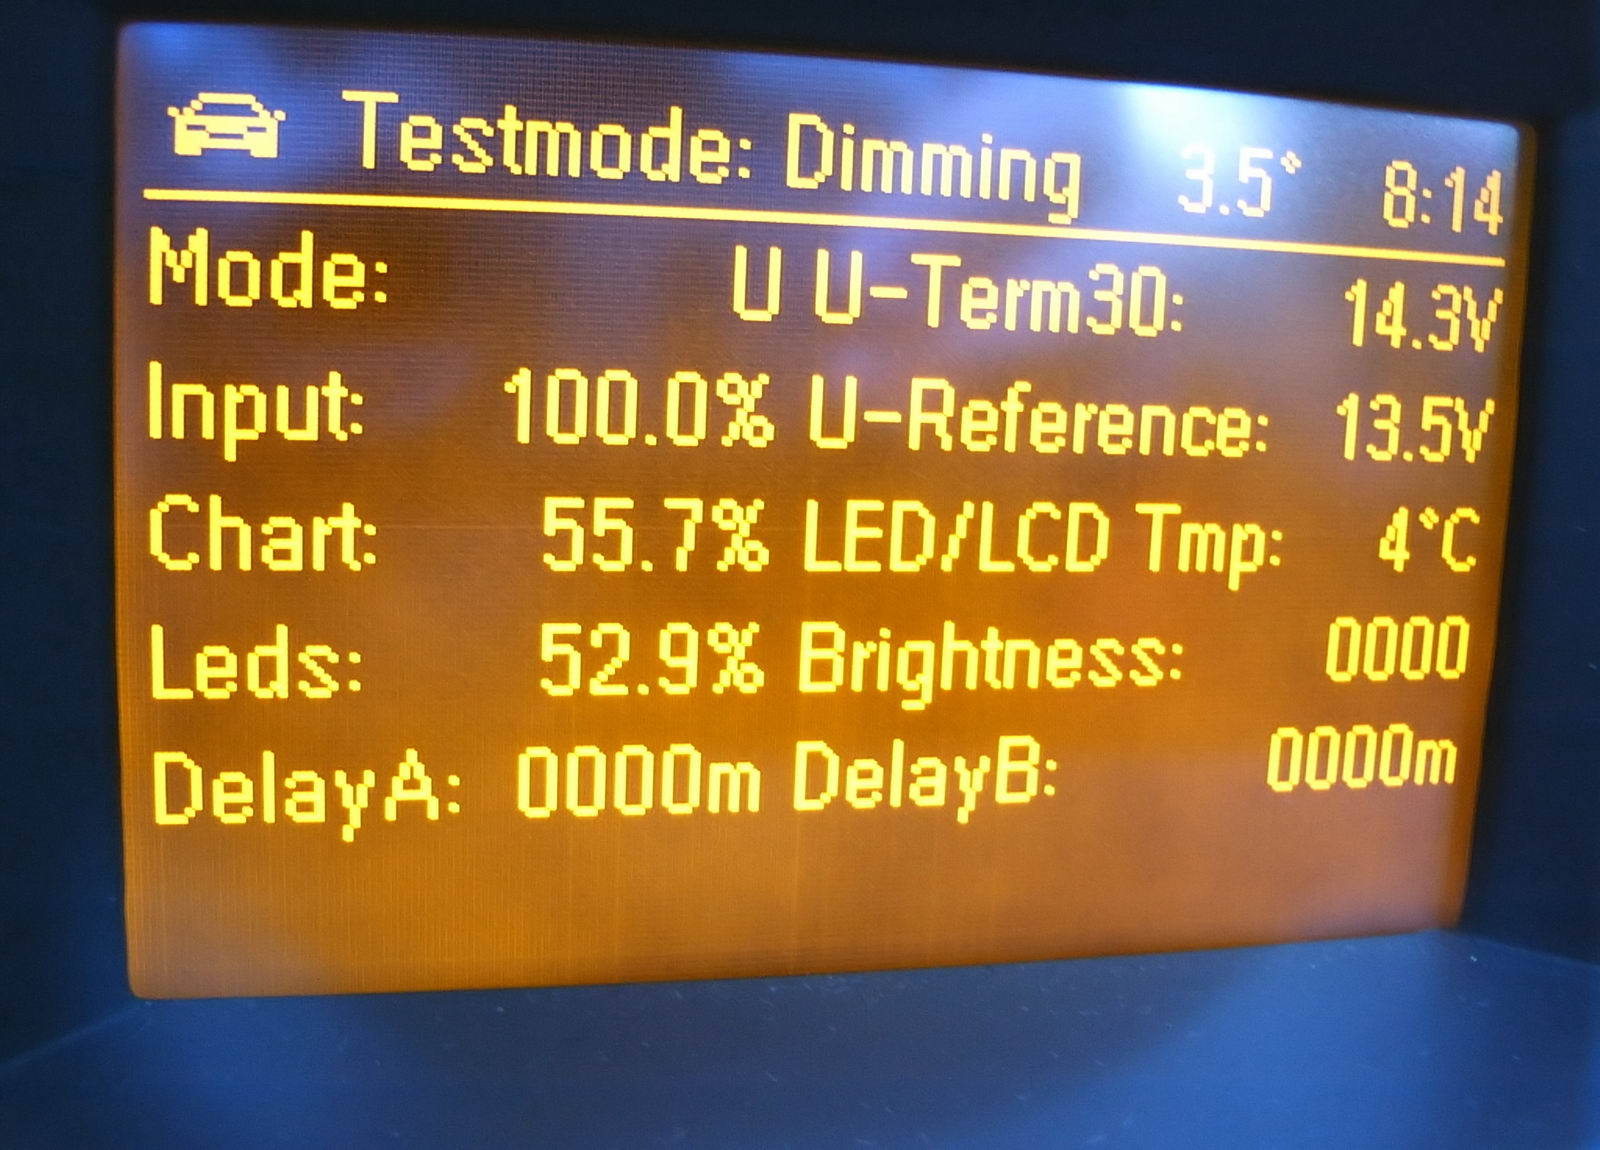 Testmode: Dimming 3.5° 8:14
Mode: U U-Term30: 14.3V
Input: 100.0% U-Reference: 13.5V
Chart: 55.7% LED/LCD Tmp: 4°C
Leds: 52.9% Brightness: 0000
DelayA: 0000m DelayB: 0000m